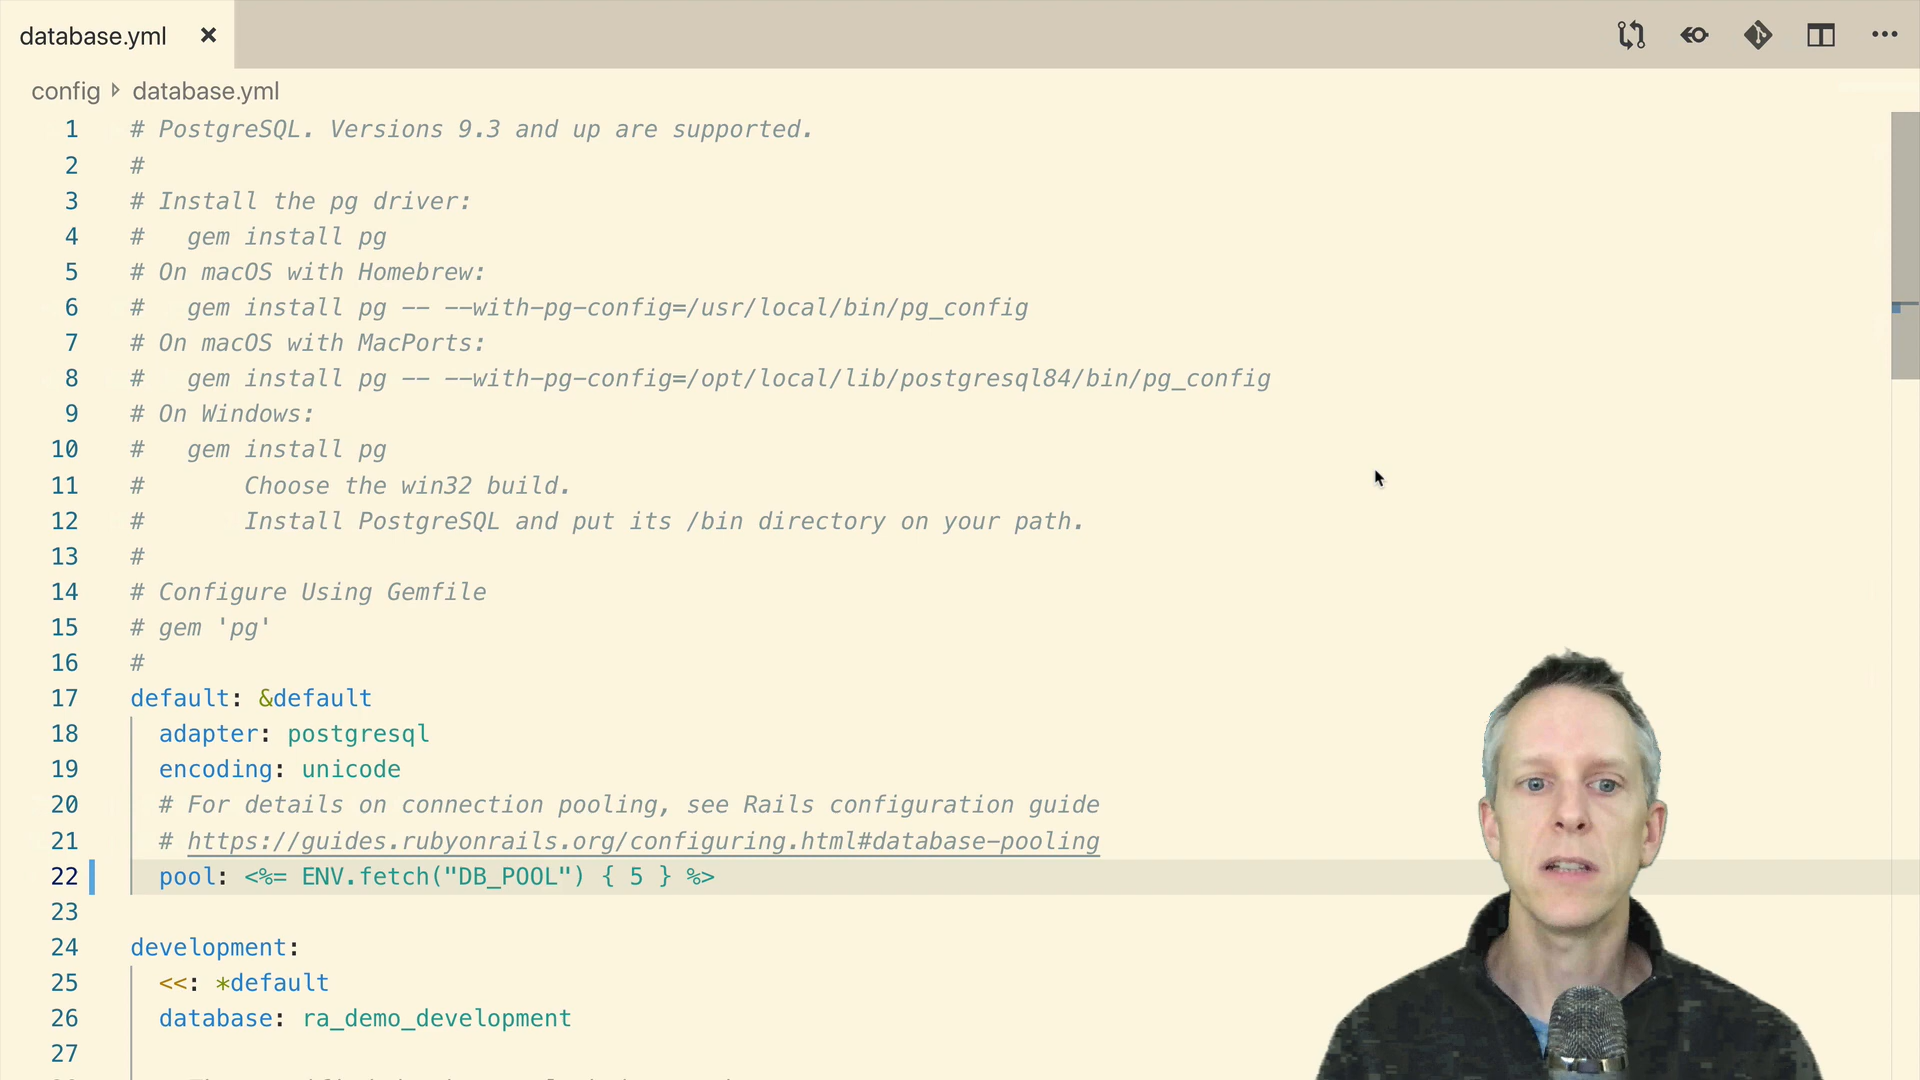 database.yml
config database.yml
1 # PostgreSQL. Versions 9.3 and up are supported.
2 #
3 # Install the pg driver:
4 #   gem install pg
5 # On macOS with Homebrew:
6 #   gem install pg -- --with-pg-config=/usr/local/bin/pg_config
7 # On macOS with MacPorts:
8 #   gem install pg -- --with-pg-config=/opt/local/lib/postgresql84/bin/pg_config
9 # On Windows:
10 #   gem install pg
11 #       Choose the win32 build.
12 #       Install PostgreSQL and put its /bin directory on your path.
13 #
14 # Configure Using Gemfile
15 # gem 'pg'
16 #
17 default: &default
18   adapter: postgresql
19   encoding: unicode
20   # For details on connection pooling, see Rails configuration guide
21   # https://guides.rubyonrails.org/configuring.html#database-pooling
22   pool: <%= ENV.fetch("DB_POOL") { 5 } %>
23
24 development:
25   <<: *default
26   database: ra_demo_development
27